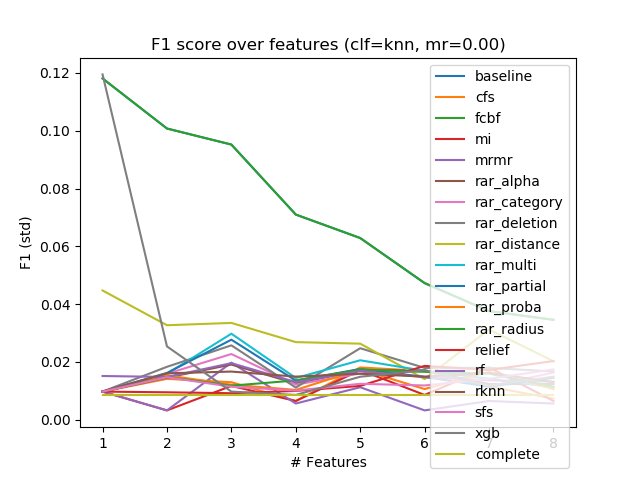 F1 score over features (clf=knn, mr=0.00)
0.12
0.10
0.08
0.06
0.04
0.02
0.00
F1 (std)
1 2 3 4 5 6 7 8
# Features
baseline
cfs
fcbf
mi
mrmr
rar_alpha
rar_category
rar_deletion
rar_distance
rar_multi
rar_partial
rar_proba
rar_radius
relief
rf
rknn
sfs
xgb
complete